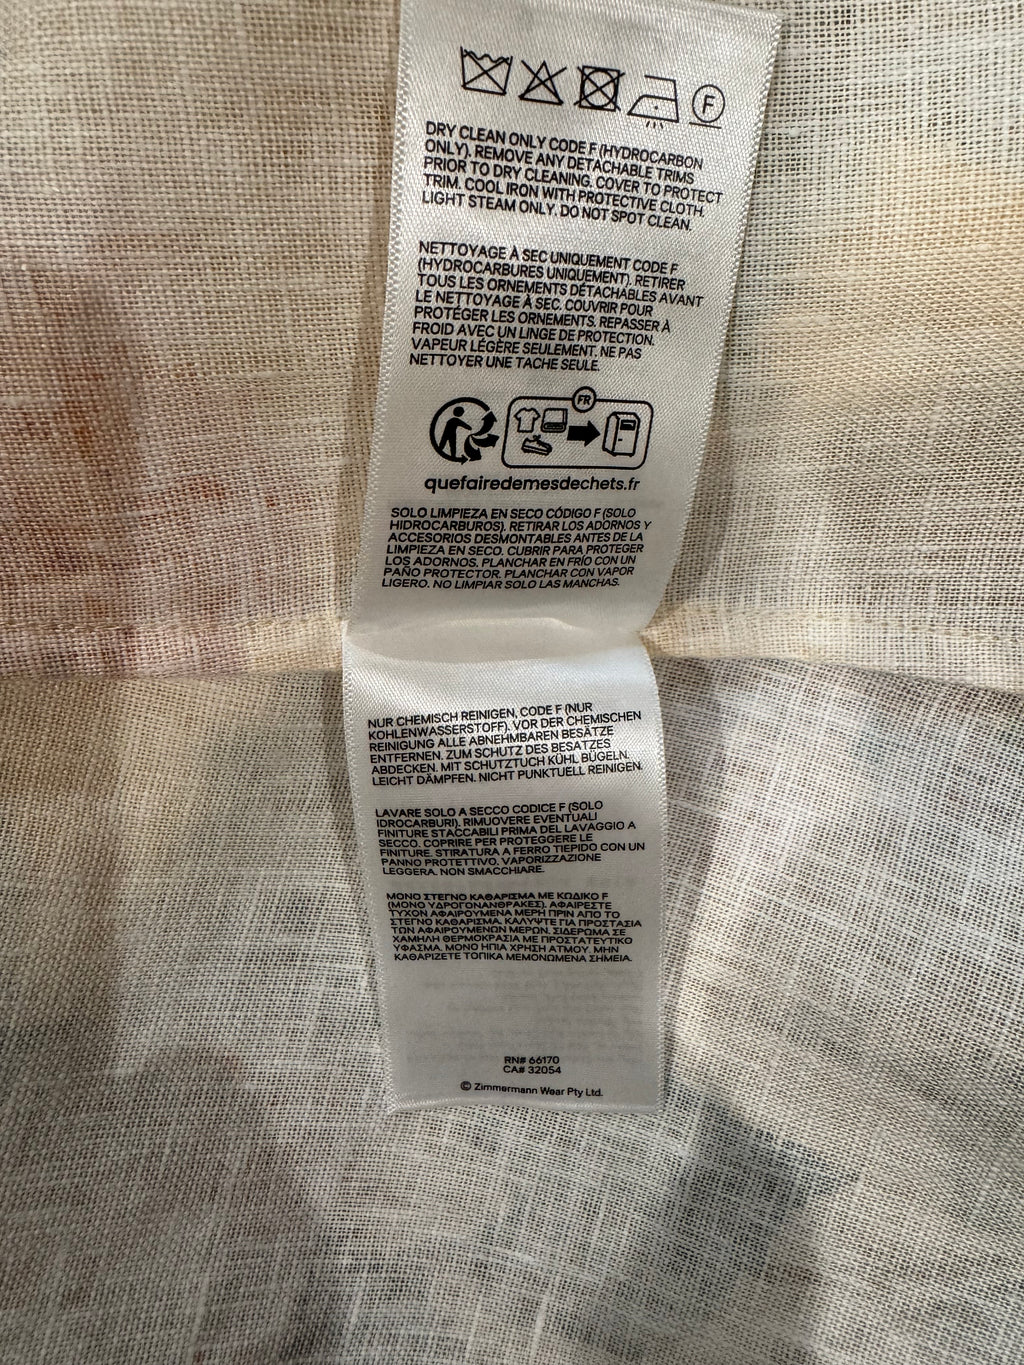 F
DRY CLEAN ONLY CODE F (HYDROCARBON
ONLY). REMOVE ANY DETACHABLE TRIMS
PRIOR TO DRY CLEANING. COVER TO PROTECT
TRIM. COOL IRON WITH PROTECTIVE CLOTH.
LIGHT STEAM ONLY. DO NOT SPOT CLEAN.
NETTOYAGE À SEC UNIQUEMENT CODE F
(HYDROCARBURES UNIQUEMENT). RETIRER
TOUS LES ORNEMENTS DÉTACHABLES AVANT
LE NETTOYAGE À SEC. COUVRIR POUR
PROTÉGER LES ORNEMENTS. REPASSER À
FROID AVEC UN LINGE DE PROTECTION.
VAPEUR LÉGÈRE SEULEMENT. NE PAS
NETTOYER UNE TACHE SEULE.
FR
quefairedemesdechets.fr
SOLO LIMPIEZA EN SECO CÓDIGO F (SOLO
HIDROCARBUROS). RETIRAR LOS ADORNOS Y
ACCESORIOS DESMONTABLES ANTES DE LA
LIMPIEZA EN SECO. CUBRIR PARA PROTEGER
LOS ADORNOS. PLANCHAR EN FRÍO CON UN
PAÑO PROTECTOR. PLANCHAR CON VAPOR
LIGERO. NO LIMPIAR SOLO LAS MANCHAS.
NUR CHEMISCH REINIGEN, CODE F (NUR
KOHLENWASSERSTOFF). VOR DER CHEMISCHEN
REINIGUNG ALLE ABNEHMBAREN BESÄTZE
ENTFERNEN. ZUM SCHUTZ DES BESATZES
ABDECKEN. MIT SCHUTZTUCH KÜHL BÜGELN.
LEICHT DÄMPFEN. NICHT PUNKTUELL REINIGEN.
LAVARE SOLO A SECCO CODICE F (SOLO
IDROCARBURI). RIMUOVERE EVENTUALI
FINITURE STACCABILI PRIMA DEL LAVAGGIO A
SECCO. COPRIRE PER PROTEGGERE LE
FINITURE. STIRATURA A FERRO TIEPIDO CON UN
PANNO PROTETTIVO. VAPORIZZAZIONE
LEGGERA. NON SMACCHIARE.
ΜΟΝΟ ΣΤΕΓΝΟ ΚΑΘΑΡΙΣΜΑ ΜΕ ΚΩΔΙΚΟ F
(ΜΟΝΟ ΥΔΡΟΓΟΝΑΝΘΡΑΚΕΣ). ΑΦΑΙΡΕΣΤΕ
ΤΥΧΟΝ ΑΦΑΙΡΟΥΜΕΝΑ ΜΕΡΗ ΠΡΙΝ ΑΠΟ ΤΟ
ΣΤΕΓΝΟ ΚΑΘΑΡΙΣΜΑ. ΚΑΛΥΨΤΕ ΓΙΑ ΠΡΟΣΤΑΣΙΑ
ΤΩΝ ΑΦΑΙΡΟΥΜΕΝΩΝ ΜΕΡΩΝ. ΣΙΔΕΡΩΜΑ ΣΕ
ΧΑΜΗΛΗ ΘΕΡΜΟΚΡΑΣΙΑ ΜΕ ΠΡΟΣΤΑΤΕΥΤΙΚΟ
ΥΦΑΣΜΑ. ΜΟΝΟ ΗΠΙΑ ΧΡΗΣΗ ΑΤΜΟΥ. ΜΗΝ
ΚΑΘΑΡΙΖΕΤΕ ΤΟΠΙΚΑ ΜΕΜΟΝΩΜΕΝΑ ΣΗΜΕΙΑ.
RN# 66170
CA# 32054
© Zimmermann Wear Pty Ltd.